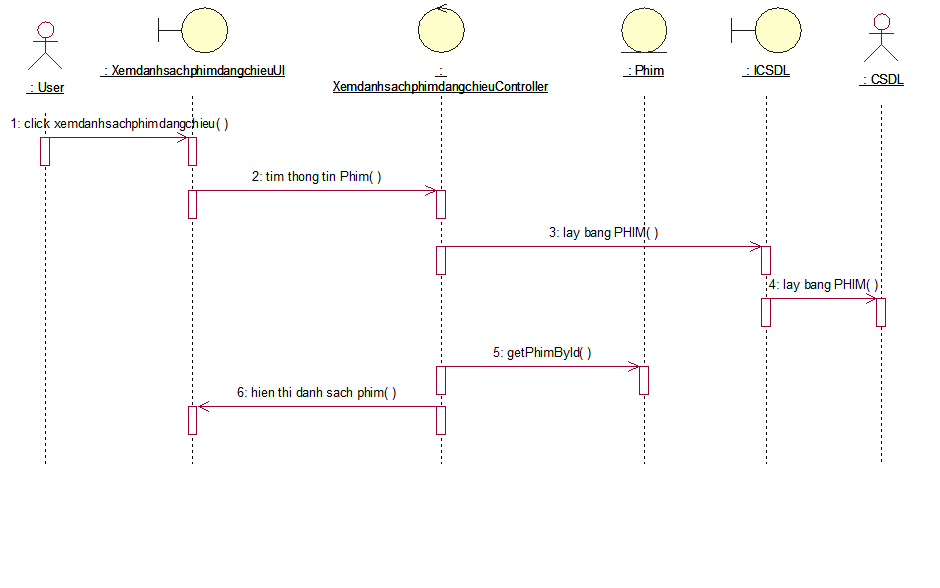 : User
: XemdanhsachphimdangchieuUI
:
XemdanhsachphimdangchieuController
: Phim
: ICSDL
: CSDL
1: click xemdanhsachphimdangchieu( )
2: tim thong tin Phim( )
3: lay bang PHIM( )
4: lay bang PHIM( )
5: getPhimById( )
6: hien thi danh sach phim( )